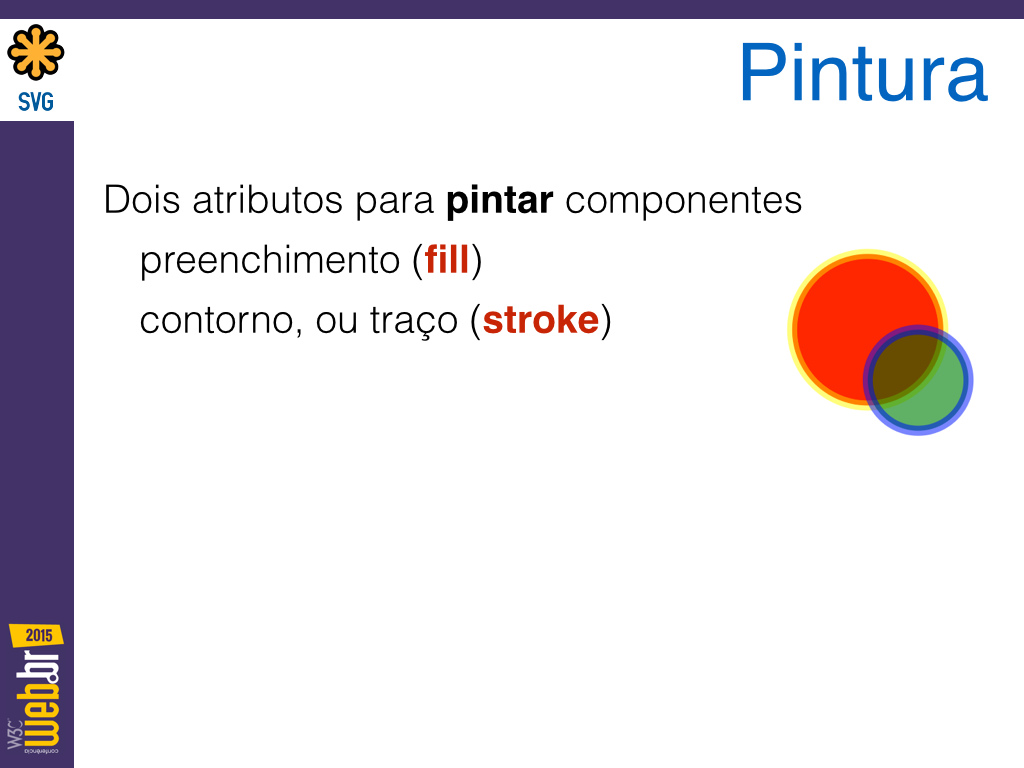 SVG
Pintura
Dois atributos para pintar componentes
preenchimento (fill)
contorno, ou traço (stroke)
2015
web.br
W3C
conferência